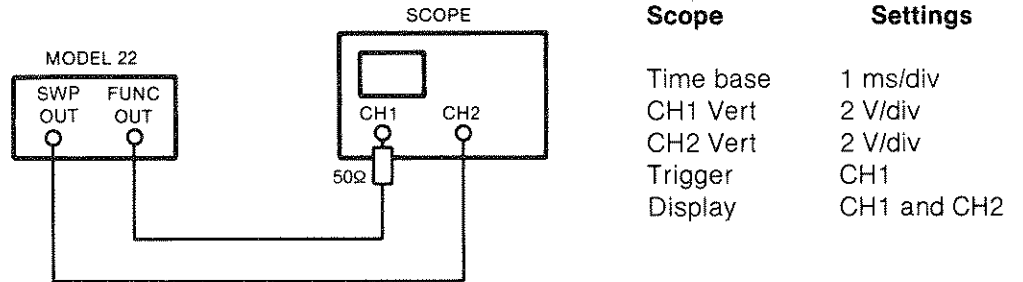 SCOPE
MODEL 22
SWP OUT
FUNC OUT
CH1
CH2
50Ω
Scope Settings
Time base 1 ms/div
CH1 Vert 2 V/div
CH2 Vert 2 V/div
Trigger CH1
Display CH1 and CH2